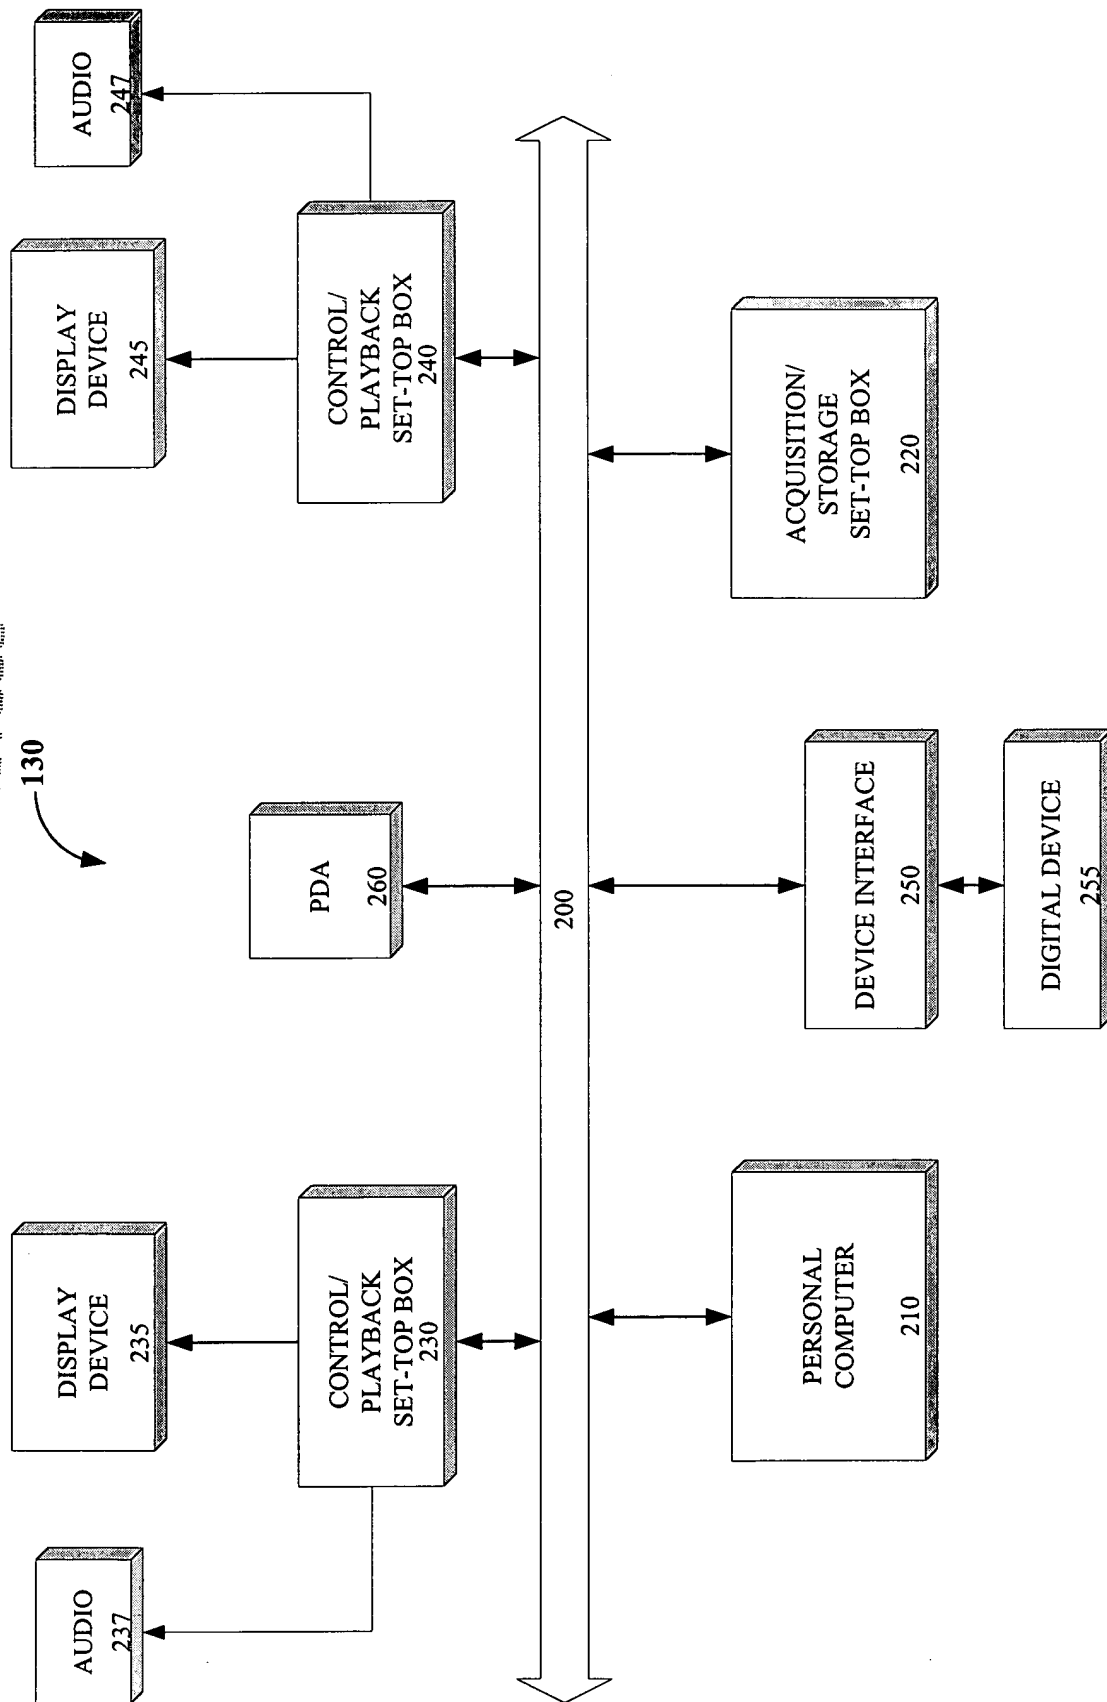 130
AUDIO
237
DISPLAY
DEVICE
235
CONTROL/
PLAYBACK
SET-TOP BOX
230
PDA
260
DISPLAY
DEVICE
245
AUDIO
247
CONTROL/
PLAYBACK
SET-TOP BOX
240
200
PERSONAL
COMPUTER
210
DEVICE INTERFACE
250
DIGITAL DEVICE
255
ACQUISITION/
STORAGE
SET-TOP BOX
220